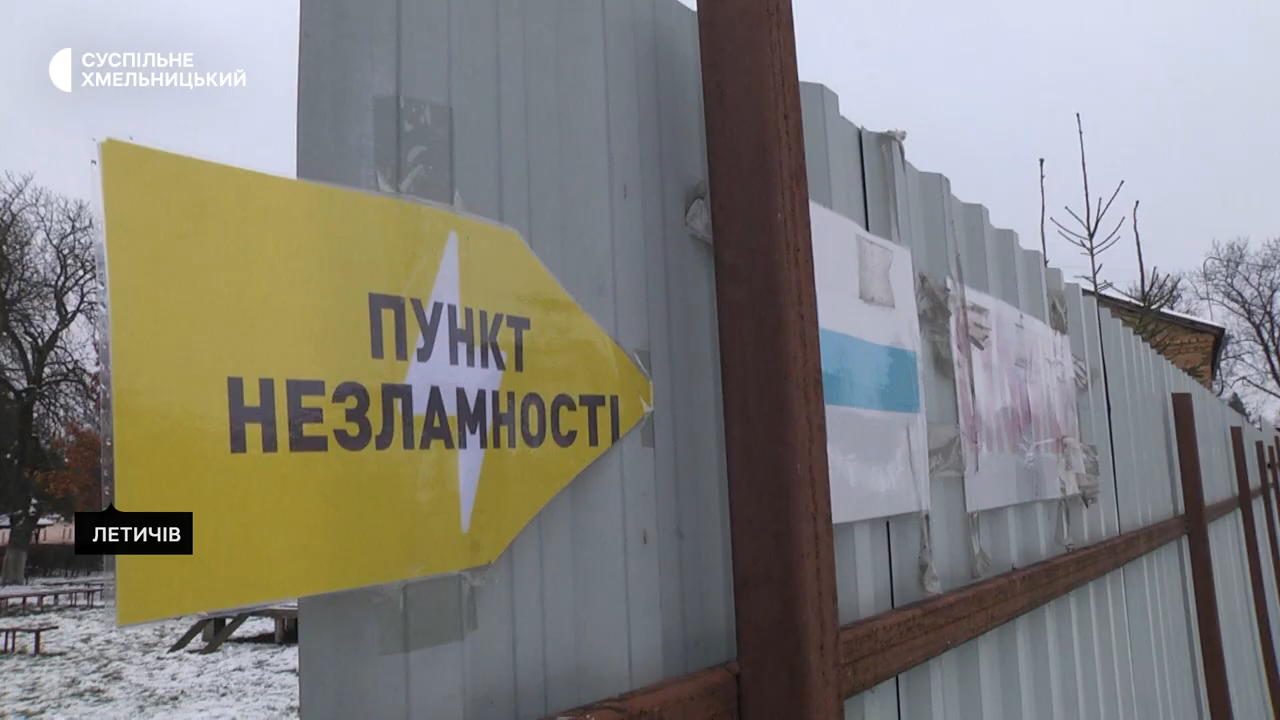 СУСПІЛЬНЕ
ХМЕЛЬНИЦЬКИЙ
ПУНКТ
НЕЗЛАМНОСТІ
ЛЕТИЧІВ